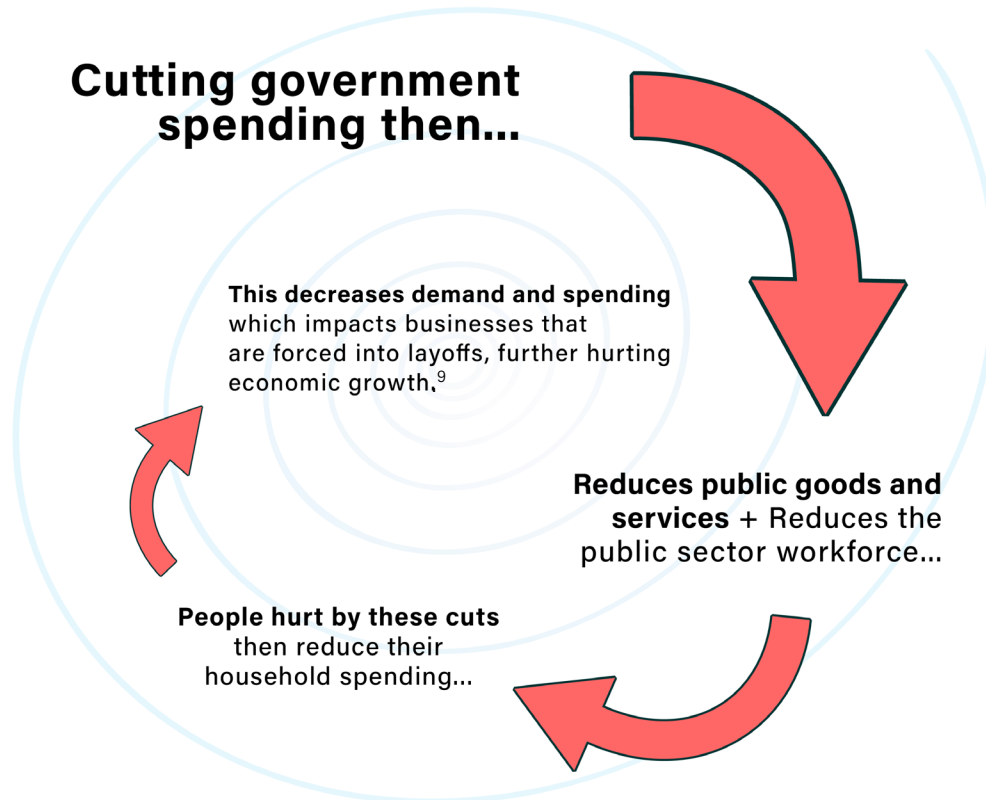 Cutting government
spending then...
Reduces public goods and
services + Reduces the
public sector workforce...
People hurt by these cuts
then reduce their
household spending...
This decreases demand and spending
which impacts businesses that
are forced into layoffs, further hurting
economic growth.⁹